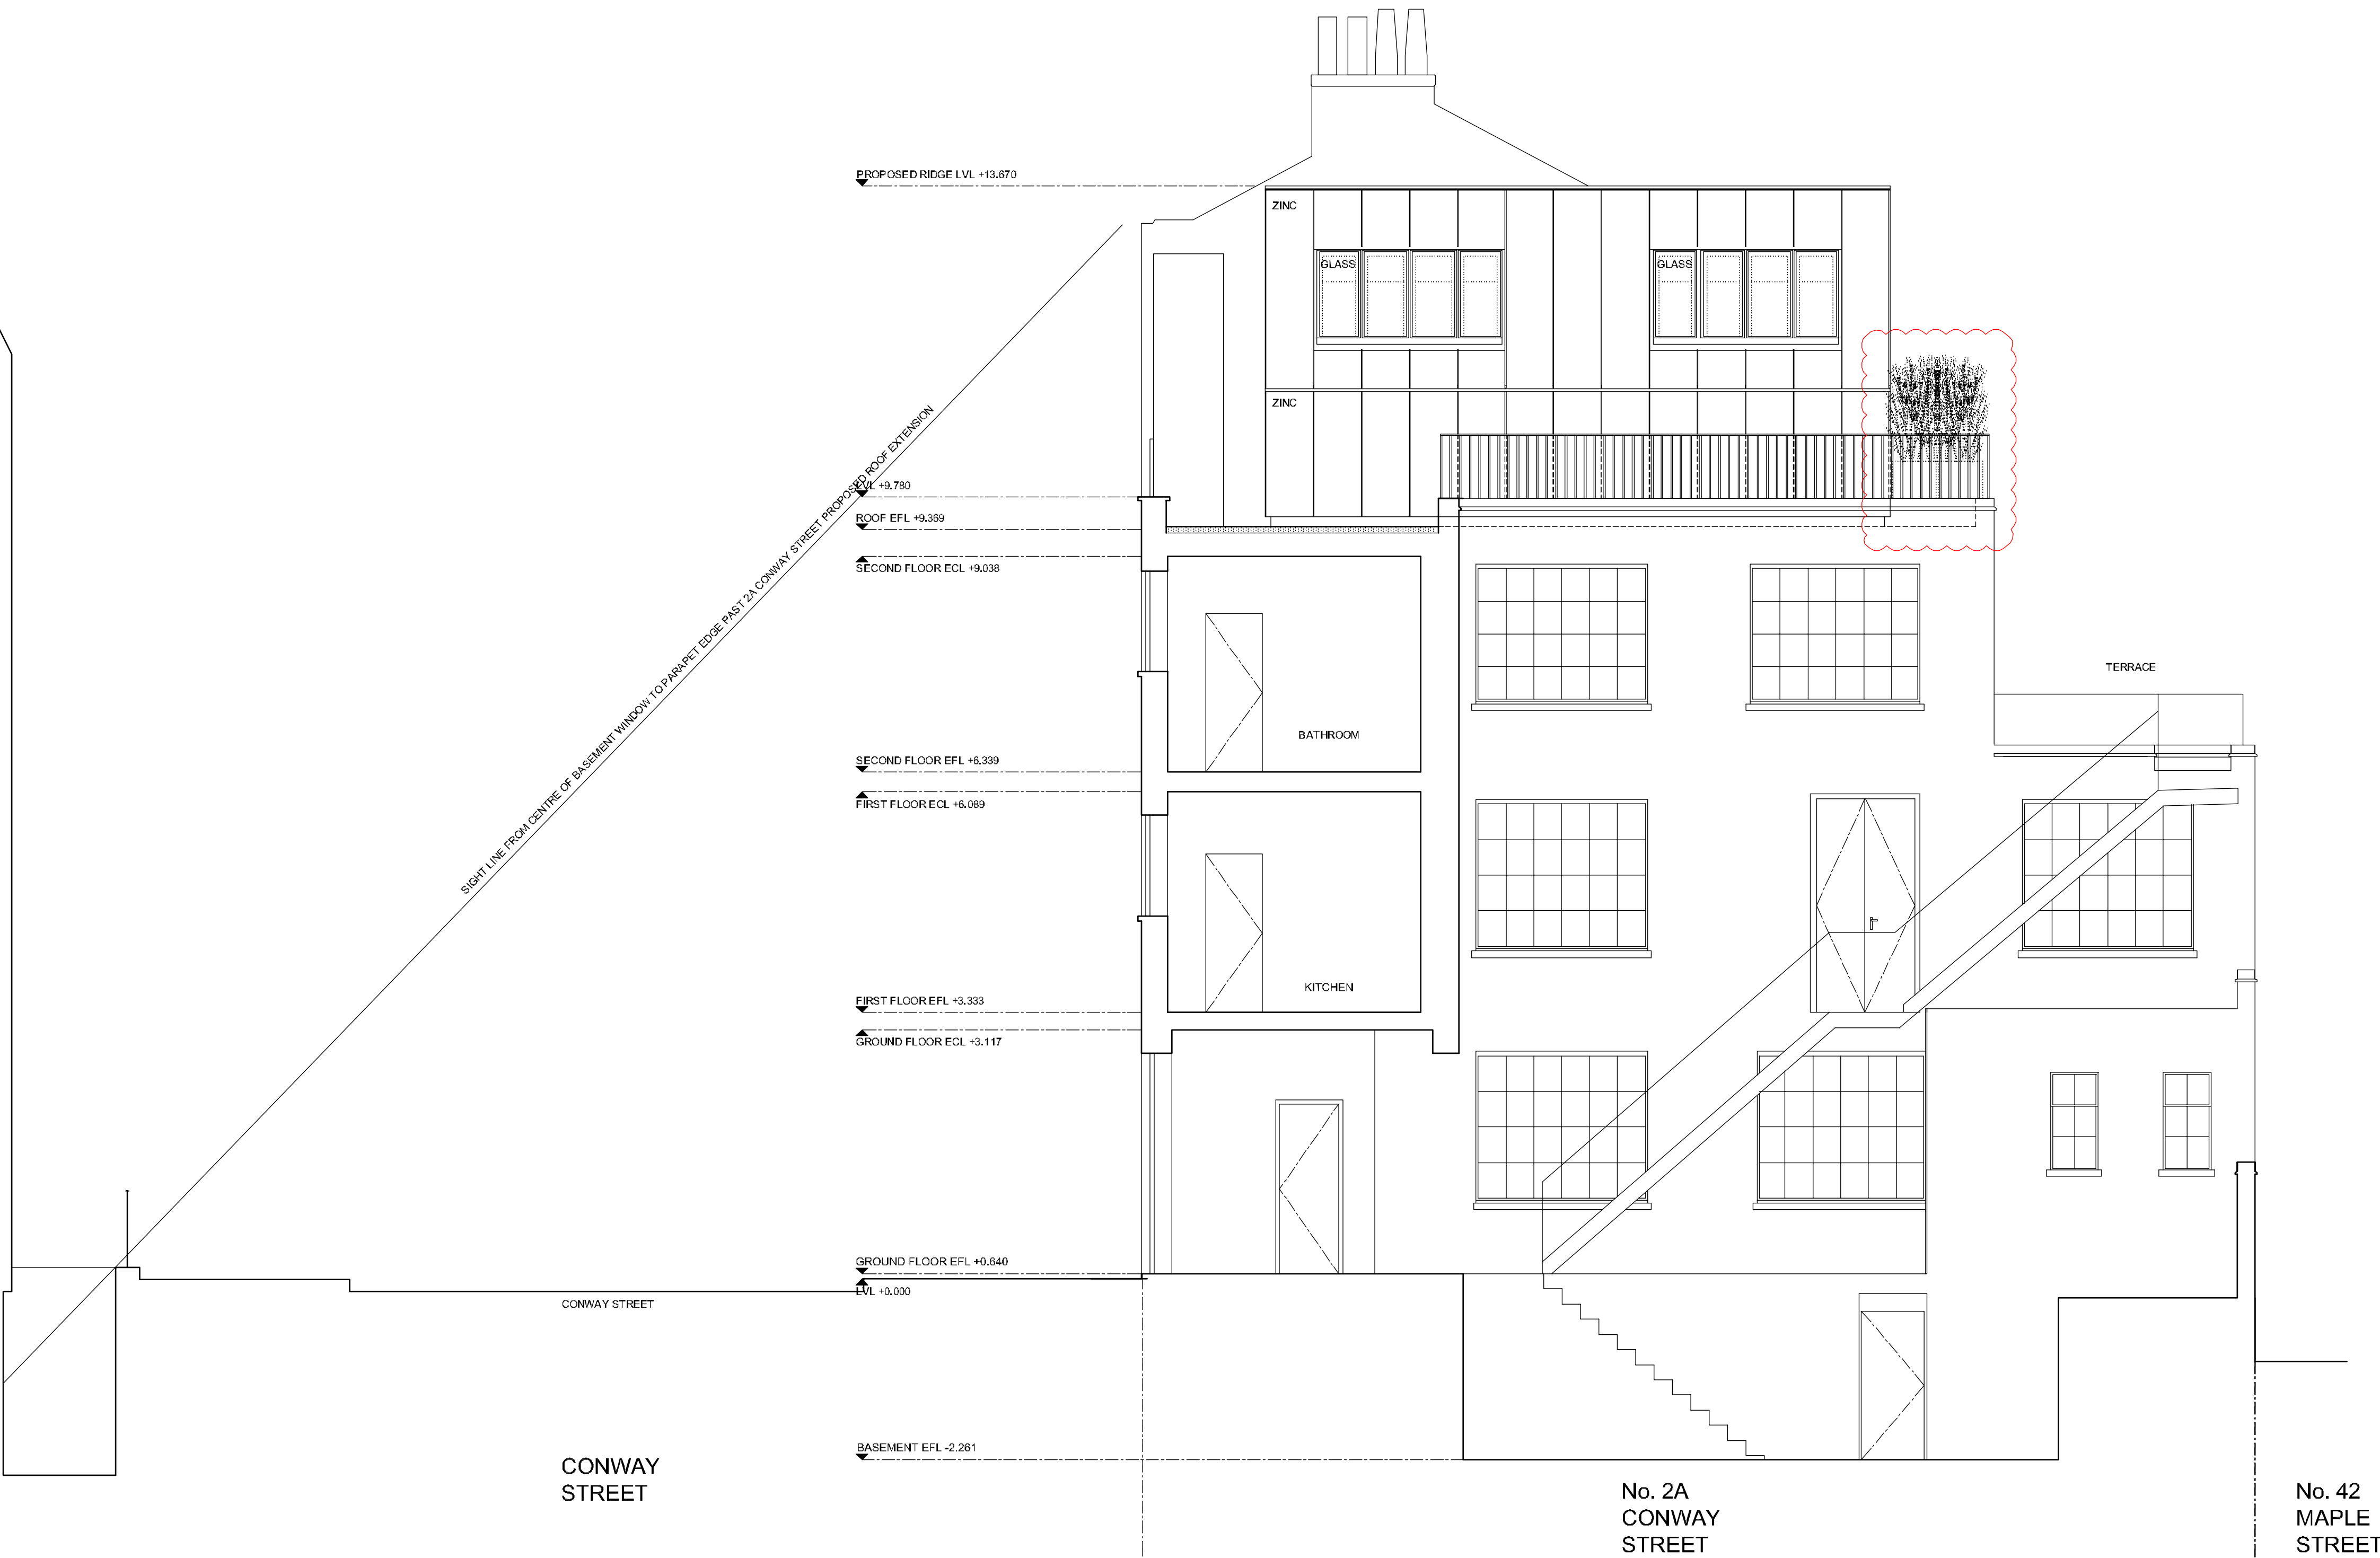 PROPOSED RIDGE LVL +13.670
ZINC
GLASS
GLASS
ZINC
SIGHT LINE FROM CENTRE OF BASEMENT WINDOW TO PARAPET EDGE PAST 2A CONWAY STREET PROPOSED ROOF EXTENSION
LVL +9.780
ROOF EFL +9.369
SECOND FLOOR ECL +9.038
TERRACE
BATHROOM
SECOND FLOOR EFL +6.339
FIRST FLOOR ECL +6.089
KITCHEN
FIRST FLOOR EFL +3.333
GROUND FLOOR ECL +3.117
GROUND FLOOR EFL +0.640
LVL +0.000
CONWAY STREET
BASEMENT EFL -2.261
CONWAY
STREET
No. 2A
CONWAY
STREET
No. 42
MAPLE
STREET